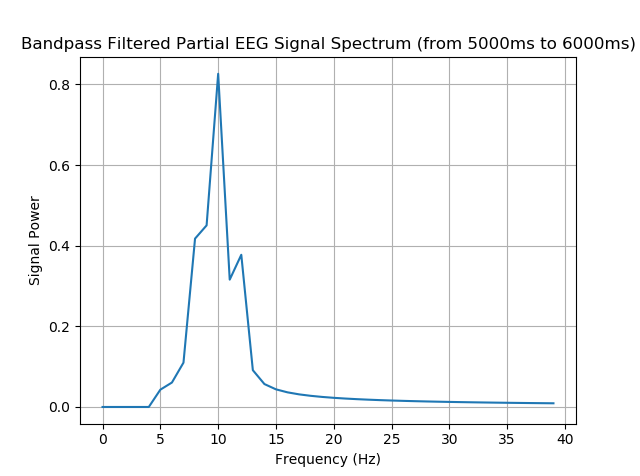 Bandpass Filtered Partial EEG Signal Spectrum (from 5000ms to 6000ms)
Signal Power
0.8
0.6
0.4
0.2
0.0
0 5 10 15 20 25 30 35 40
Frequency (Hz)